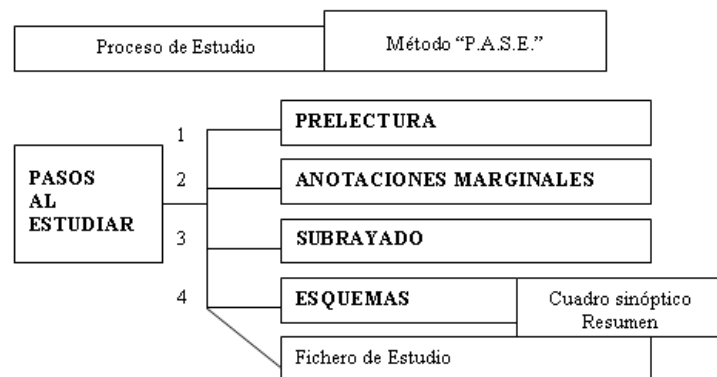 Proceso de Estudio
Método “P.A.S.E.”
PASOS
AL
ESTUDIAR
1
PRELECTURA
2
ANOTACIONES MARGINALES
3
SUBRAYADO
4
ESQUEMAS
Cuadro sinóptico
Resumen
Fichero de Estudio